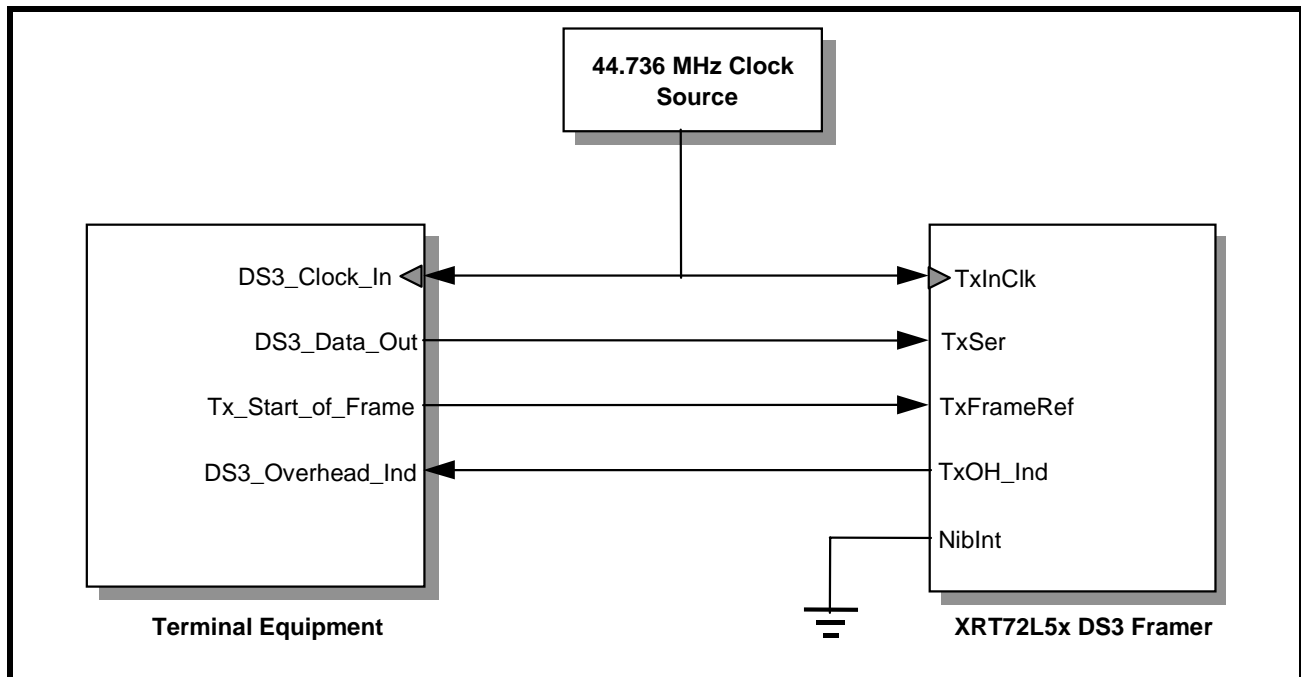 44.736 MHz Clock
Source
DS3_Clock_In
TxInClk
DS3_Data_Out
TxSer
Tx_Start_of_Frame
TxFrameRef
DS3_Overhead_Ind
TxOH_Ind
NibInt
Terminal Equipment
XRT72L5x DS3 Framer